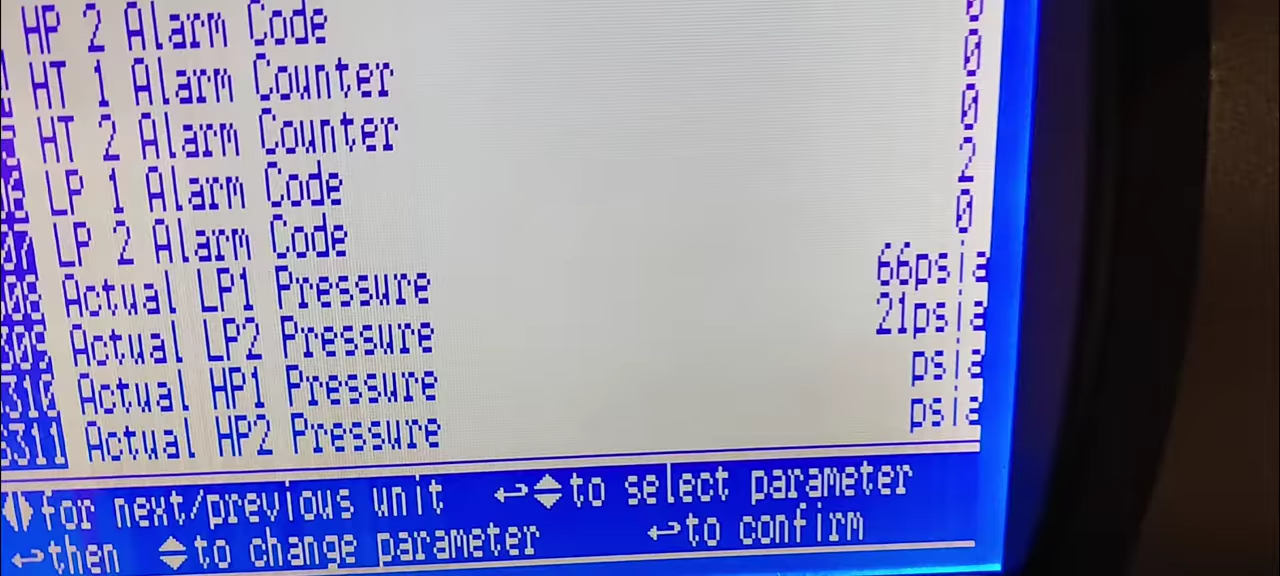 HP 2 Alarm Code 0
HT 1 Alarm Counter 0
HT 2 Alarm Counter 0
LP 1 Alarm Code 2
LP 2 Alarm Code 0
08 Actual LP1 Pressure 66psia
309 Actual LP2 Pressure 21psia
310 Actual HP1 Pressure psia
6311 Actual HP2 Pressure psia
for next/previous unit ↩to select parameter
↩then to change parameter ↩to confirm